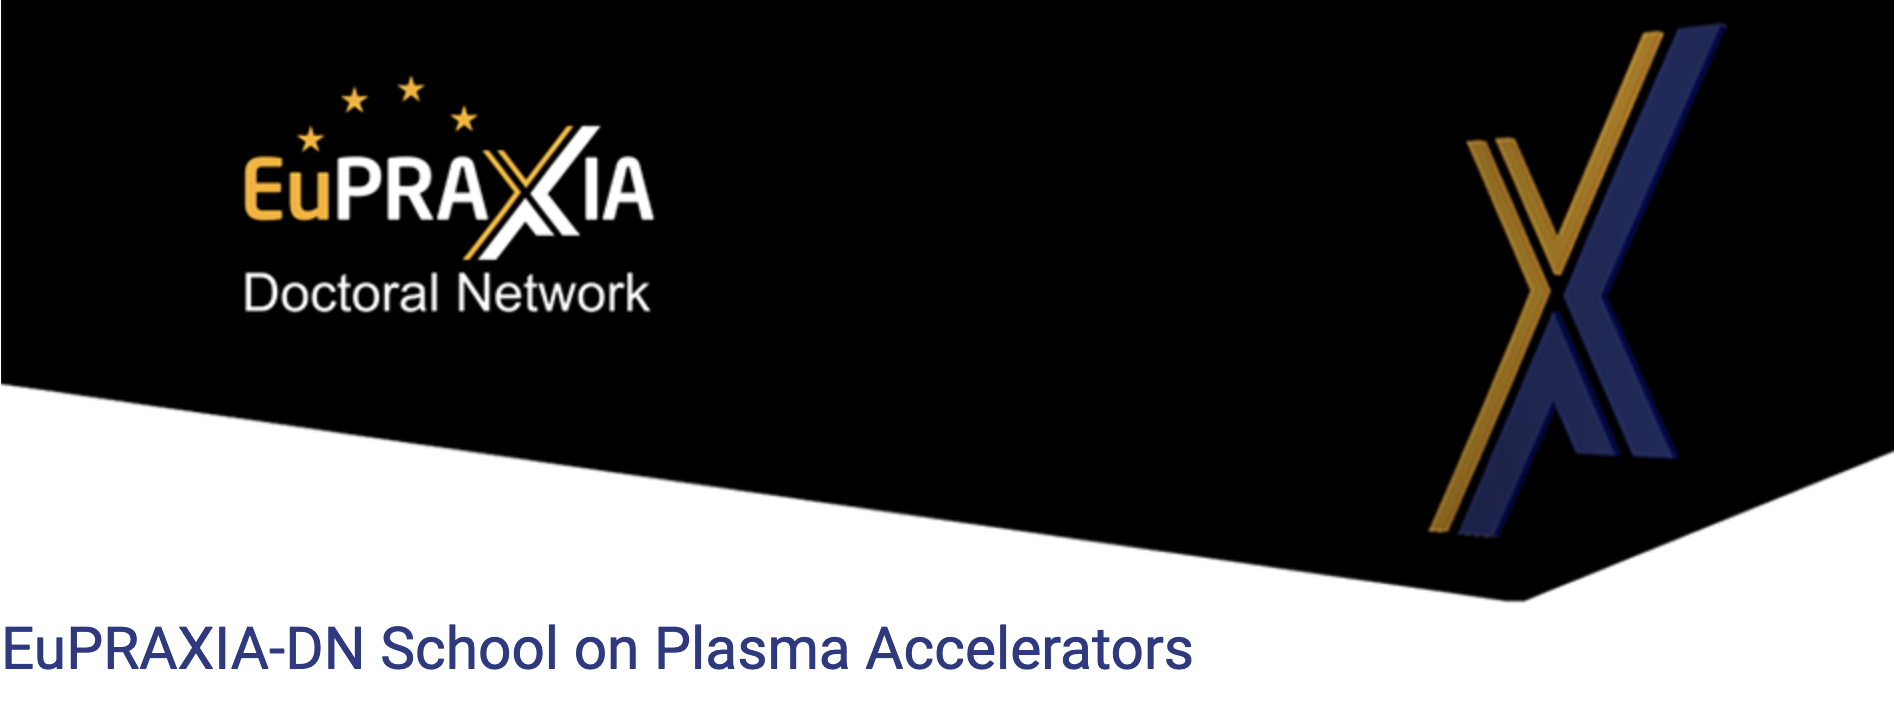 EuPRAXIA
Doctoral Network
EuPRAXIA-DN School on Plasma Accelerators